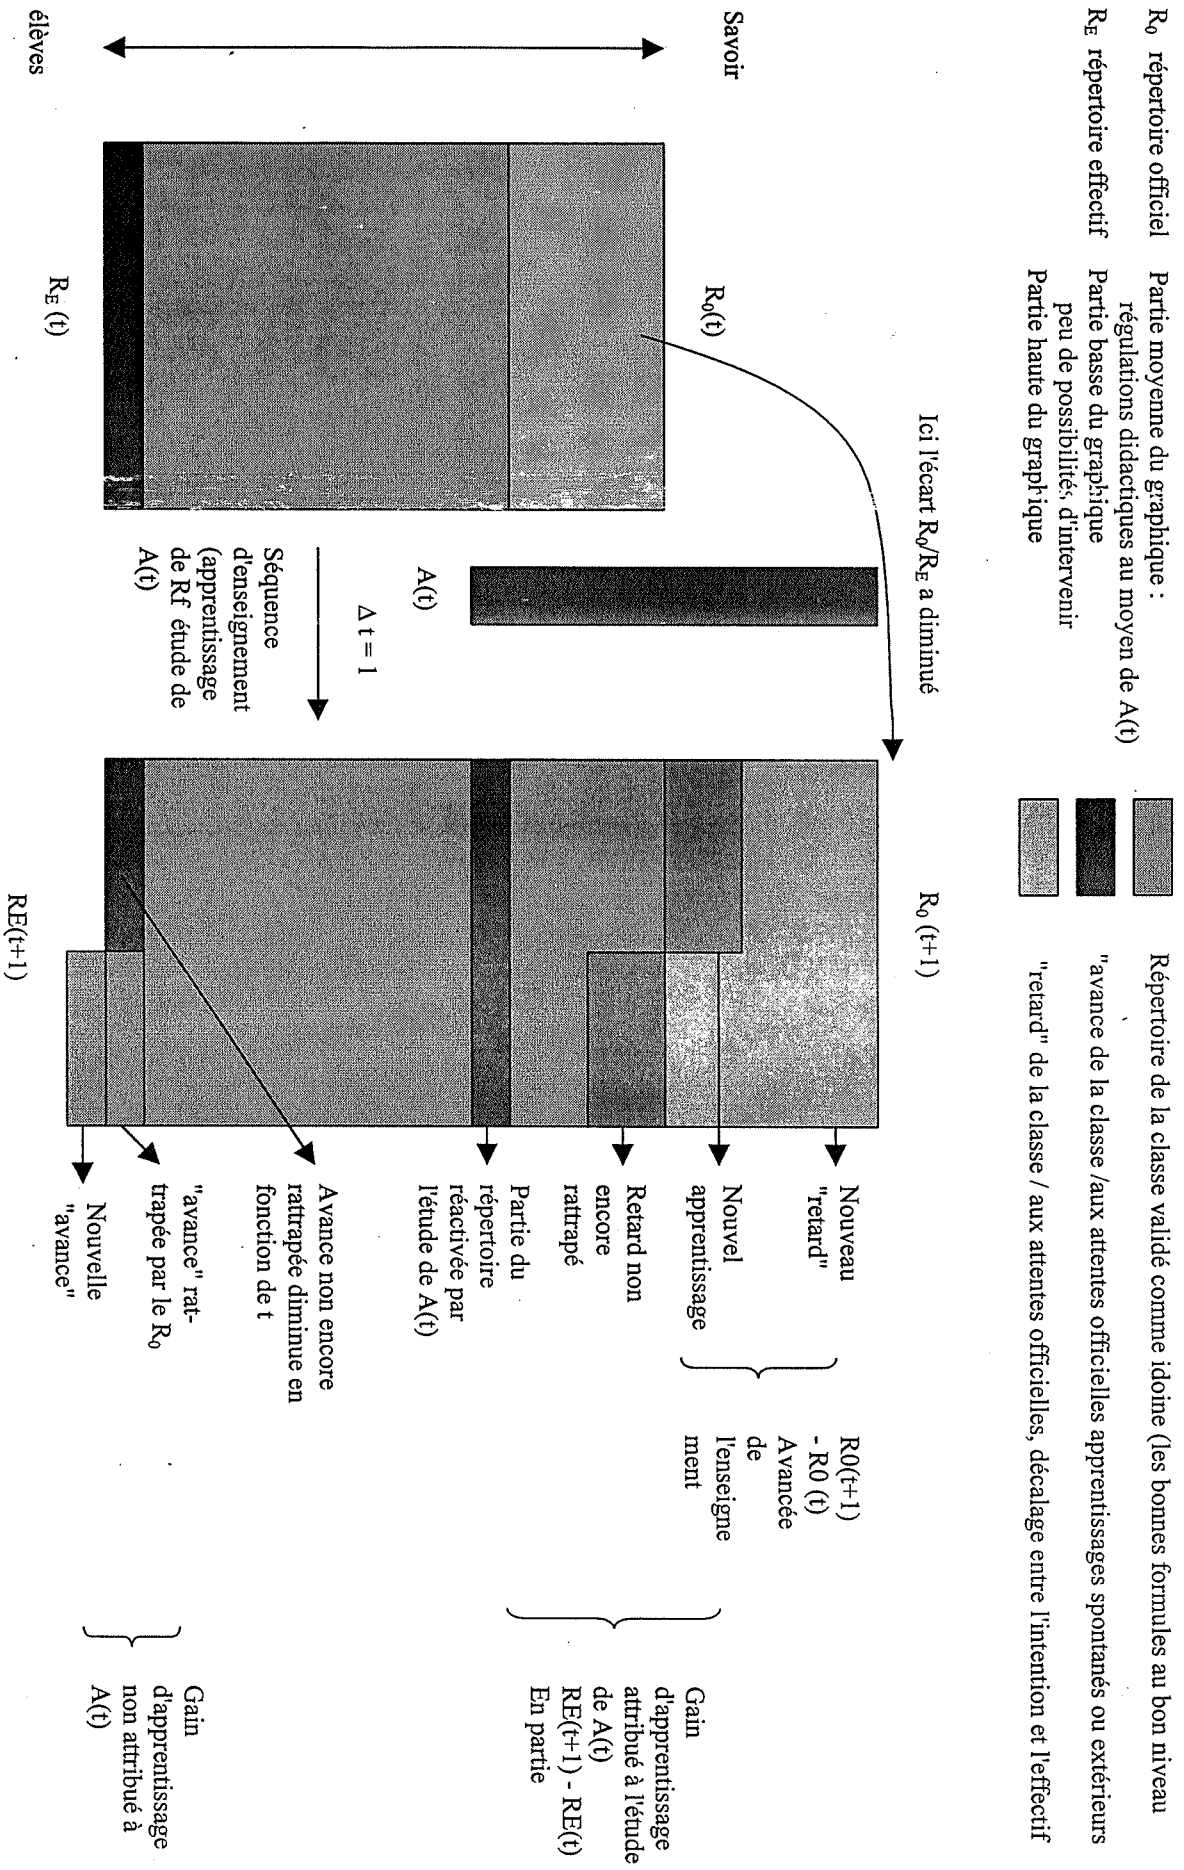 R₀ répertoire officiel
R_E répertoire effectif
Partie moyenne du graphique :
régulations didactiques au moyen de A(t)
Partie basse du graphique
peu de possibilités d'intervenir
Partie haute du graphique
Répertoire de la classe validé comme idoine (les bonnes formules au bon niveau
"avance de la classe /aux attentes officielles apprentissages spontanés ou extérieurs
"retard" de la classe / aux attentes officielles, décalage entre l'intention et l'effectif
Savoir
élèves
R₀(t)
R_E (t)
Ici l'écart R₀/R_E a diminué
A(t)
Δ t = 1
Séquence
d'enseignement
(apprentissage
de Rf étude de
A(t)
R₀ (t+1)
RE(t+1)
Nouveau
"retard"
Nouvel
apprentissage
Retard non
encore
rattrapé
Partie du
répertoire
réactivée par
l'étude de A(t)
Avance non encore
rattrapée diminue en
fonction de t
"avance" rat-
trapée par le R₀
Nouvelle
"avance"
R0(t+1)
- R0 (t)
Avancée
de
l'enseigne
ment
Gain
d'apprentissage
attribué à l'étude
de A(t)
RE(t+1) - RE(t)
En partie
Gain
d'apprentissage
non attribué à
A(t)